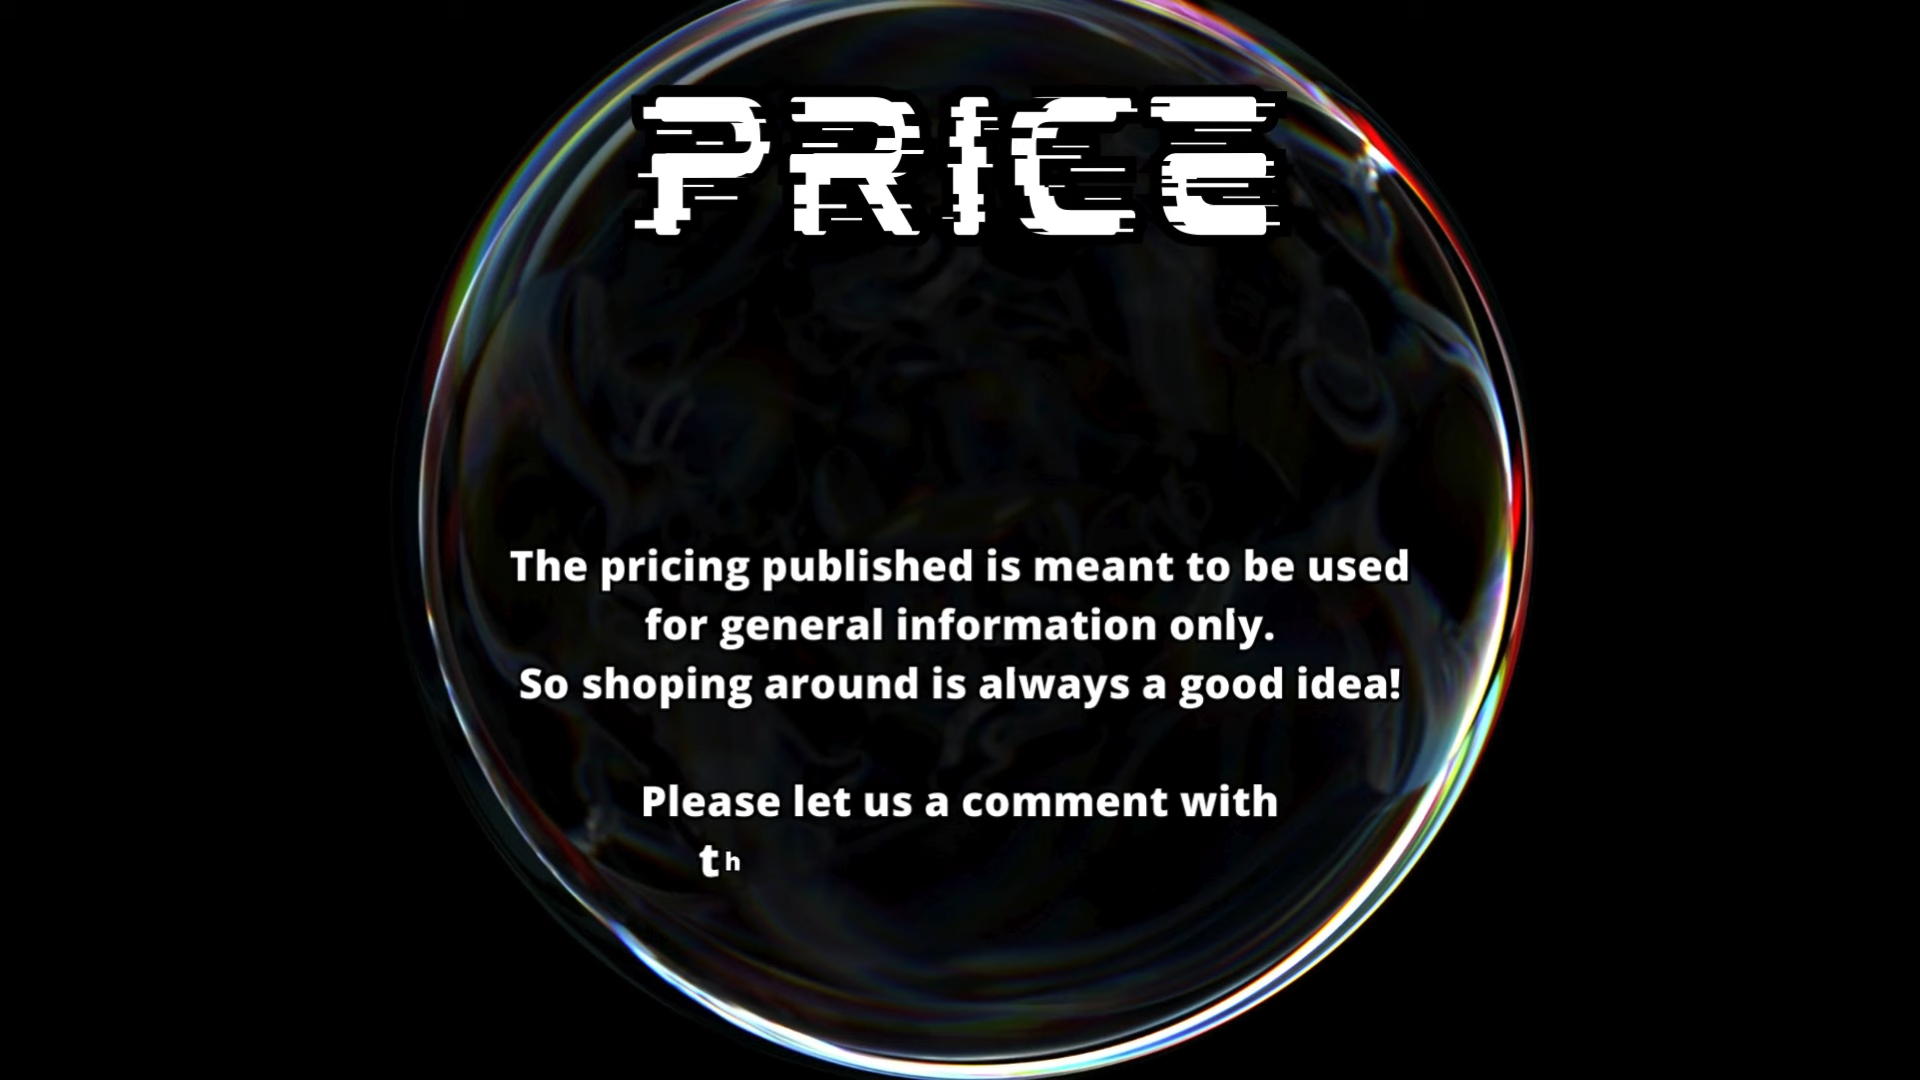 PRICE
The pricing published is meant to be used
for general information only.
So shoping around is always a good idea!
Please let us a comment with
th